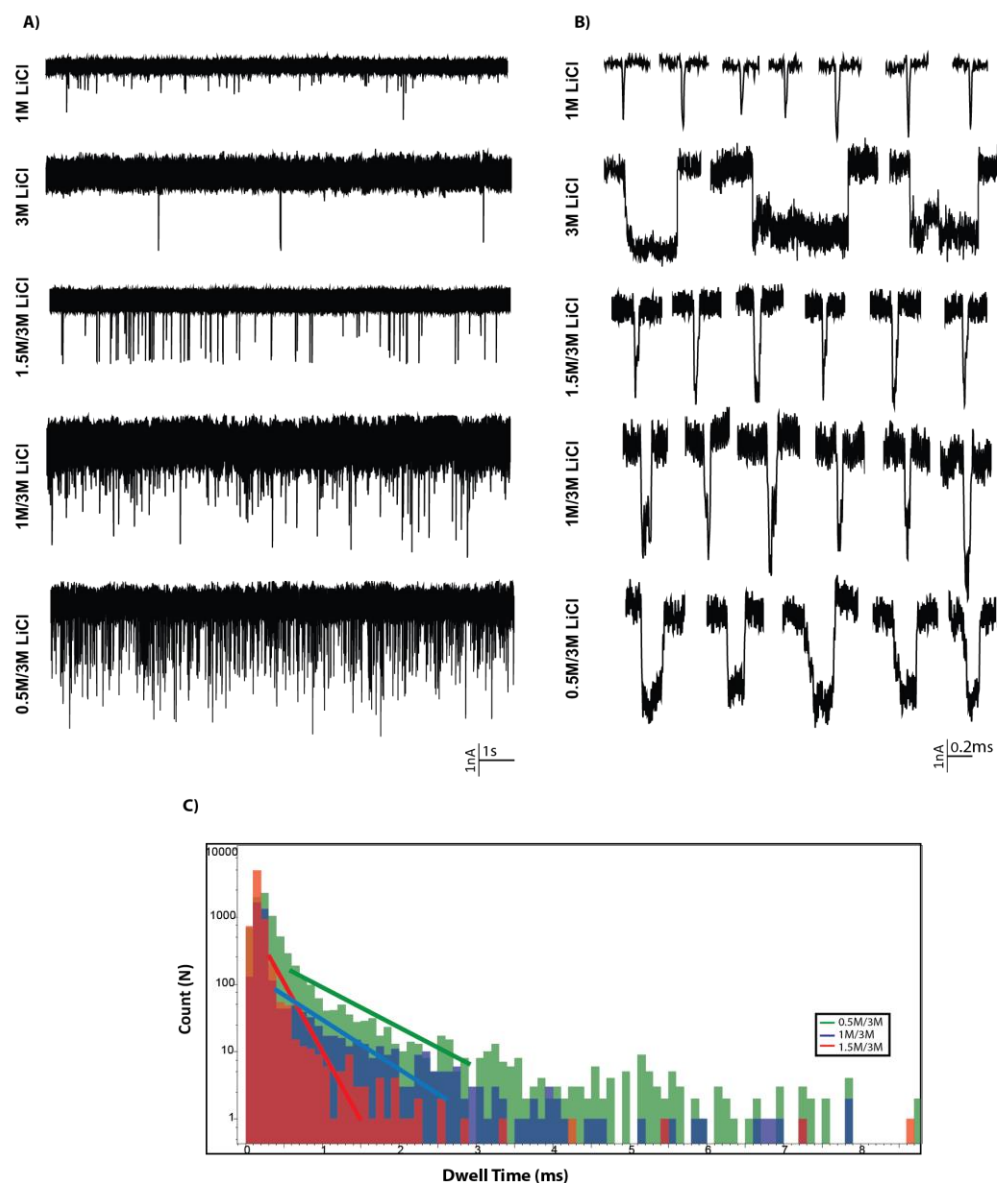 A)
1M LiCl
3M LiCl
1.5M/3M LiCl
1M/3M LiCl
0.5M/3M LiCl
1nA
1s
B)
1M LiCl
3M LiCl
1.5M/3M LiCl
1M/3M LiCl
0.5M/3M LiCl
1nA
0.2ms
C)
Count (N)
10000
1000
100
10
1
0 1 2 3 4 5 6 7 8
0.5M/3M
1M/3M
1.5M/3M
Dwell Time (ms)